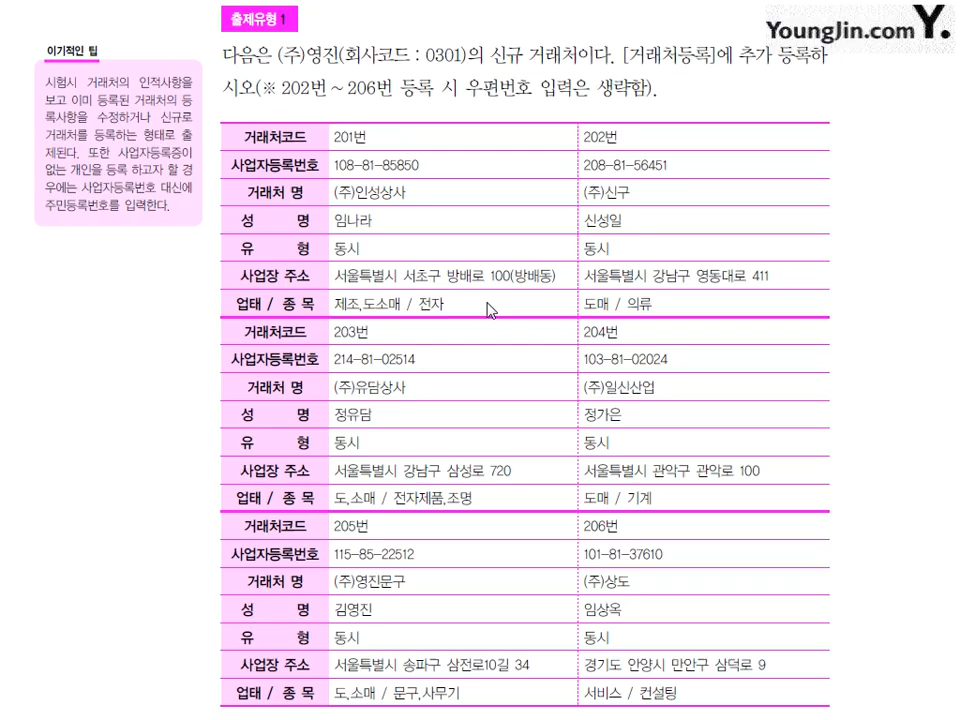 출제유형 1
YoungJin.com Y.
이기적인 팁
시험시 거래처의 인적사항을
보고 이미 등록된 거래처의 등
록사항을 수정하거나 신규로
거래처를 등록하는 형태로 출
제된다. 또한 사업자등록증이
없는 개인을 등록 하고자 할 경
우에는 사업자등록번호 대신에
주민등록번호를 입력한다.
다음은 (주)영진(회사코드 : 0301)의 신규 거래처이다. [거래처등록]에 추가 등록하
시오(※ 202번 ~ 206번 등록 시 우편번호 입력은 생략함).
거래처코드 201번 202번
사업자등록번호 108-81-85850 208-81-56451
거래처 명 (주)인성상사 (주)신구
성 명 임나라 신성일
유 형 동시 동시
사업장 주소 서울특별시 서초구 방배로 100(방배동) 서울특별시 강남구 영동대로 411
업태 / 종 목 제조,도소매 / 전자 도매 / 의류
거래처코드 203번 204번
사업자등록번호 214-81-02514 103-81-02024
거래처 명 (주)유담상사 (주)일신산업
성 명 정유담 정가은
유 형 동시 동시
사업장 주소 서울특별시 강남구 삼성로 720 서울특별시 관악구 관악로 100
업태 / 종 목 도,소매 / 전자제품,조명 도매 / 기계
거래처코드 205번 206번
사업자등록번호 115-85-22512 101-81-37610
거래처 명 (주)영진문구 (주)상도
성 명 김영진 임상옥
유 형 동시 동시
사업장 주소 서울특별시 송파구 삼전로10길 34 경기도 안양시 만안구 삼덕로 9
업태 / 종 목 도,소매 / 문구,사무기 서비스 / 컨설팅